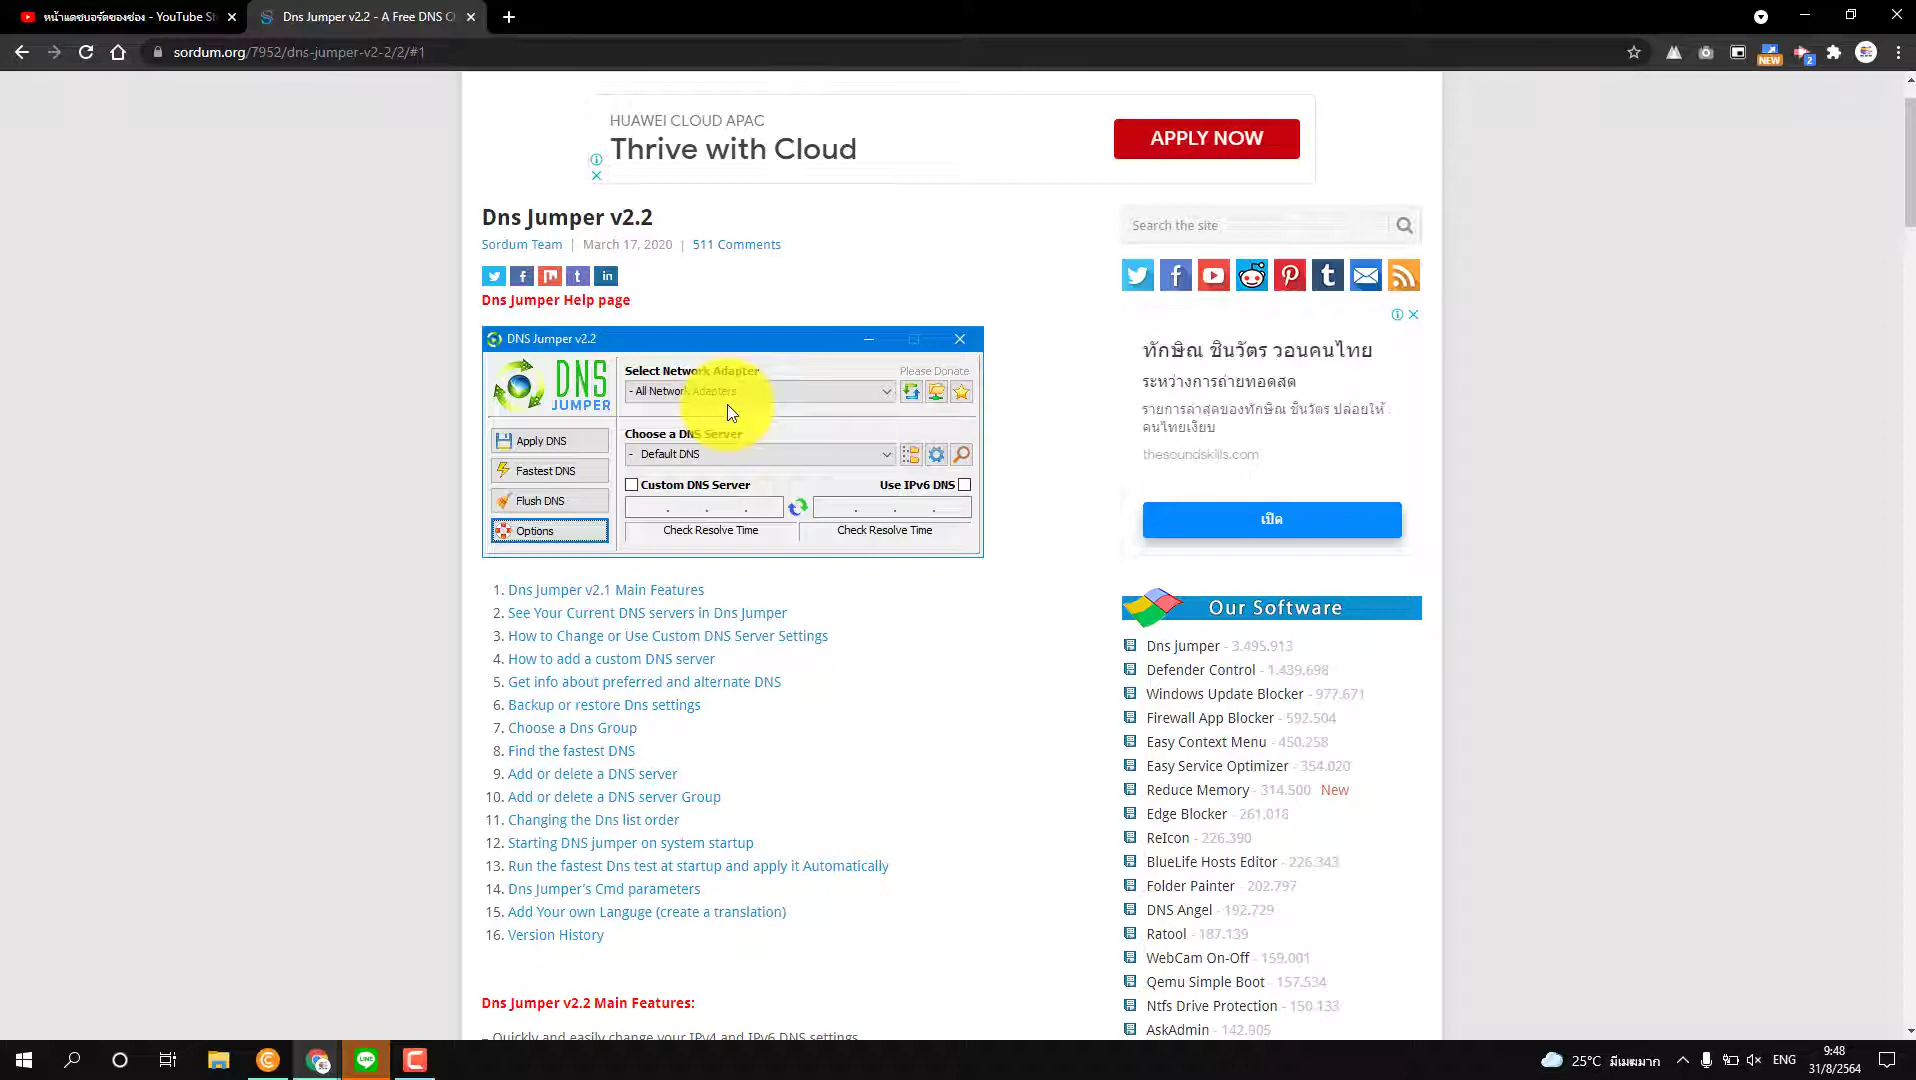 หน้าแดชบอร์ดของช่อง - YouTube St
Dns Jumper v2.2 - A Free DNS C
sordum.org/7952/dns-jumper-v2-2/2/#1
NEW
2
HUAWEI CLOUD APAC
Thrive with Cloud
APPLY NOW
Dns Jumper v2.2
Sordum Team | March 17, 2020 | 511 Comments
Dns Jumper Help page
DNS Jumper v2.2
DNS
JUMPER
Select Network Adapter
Please Donate
- All Network Adapters
Choose a DNS Server
- Default DNS
Apply DNS
Fastest DNS
Flush DNS
Options
Custom DNS Server
Use IPv6 DNS
. . .
. . .
Check Resolve Time
Check Resolve Time
1. Dns Jumper v2.1 Main Features
2. See Your Current DNS servers in Dns Jumper
3. How to Change or Use Custom DNS Server Settings
4. How to add a custom DNS server
5. Get info about preferred and alternate DNS
6. Backup or restore Dns settings
7. Choose a Dns Group
8. Find the fastest DNS
9. Add or delete a DNS server
10. Add or delete a DNS server Group
11. Changing the Dns list order
12. Starting DNS jumper on system startup
13. Run the fastest Dns test at startup and apply it Automatically
14. Dns Jumper's Cmd parameters
15. Add Your own Languge (create a translation)
16. Version History
Dns Jumper v2.2 Main Features:
– Quickly and easily change your IPv4 and IPv6 DNS settings
Search the site
ทักษิณ ชินวัตร วอนคนไทย
ระหว่างการถ่ายทอดสด
รายการล่าสุดของทักษิณ ชินวัตร ปล่อยให้
คนไทยเงียบ
thesoundskills.com
เปิด
Our Software
Dns jumper - 3.495.913
Defender Control - 1.439.698
Windows Update Blocker - 977.671
Firewall App Blocker - 592.504
Easy Context Menu - 450.258
Easy Service Optimizer - 354.020
Reduce Memory - 314.500 New
Edge Blocker - 261.018
ReIcon - 226.390
BlueLife Hosts Editor - 226.343
Folder Painter - 202.797
DNS Angel - 192.729
Ratool - 187.139
WebCam On-Off - 159.001
Qemu Simple Boot - 157.534
Ntfs Drive Protection - 150.133
AskAdmin - 142.905
LINE
25°C มีเมฆมาก
ENG
9:48
31/8/2564